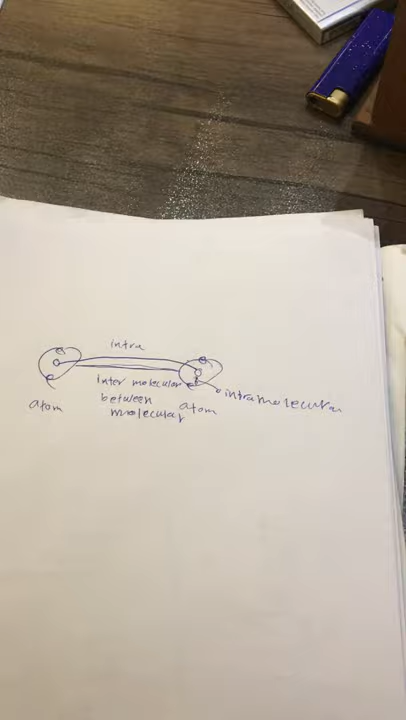 intra
inter molecular
between
molecular
atom
atom
intramolecular